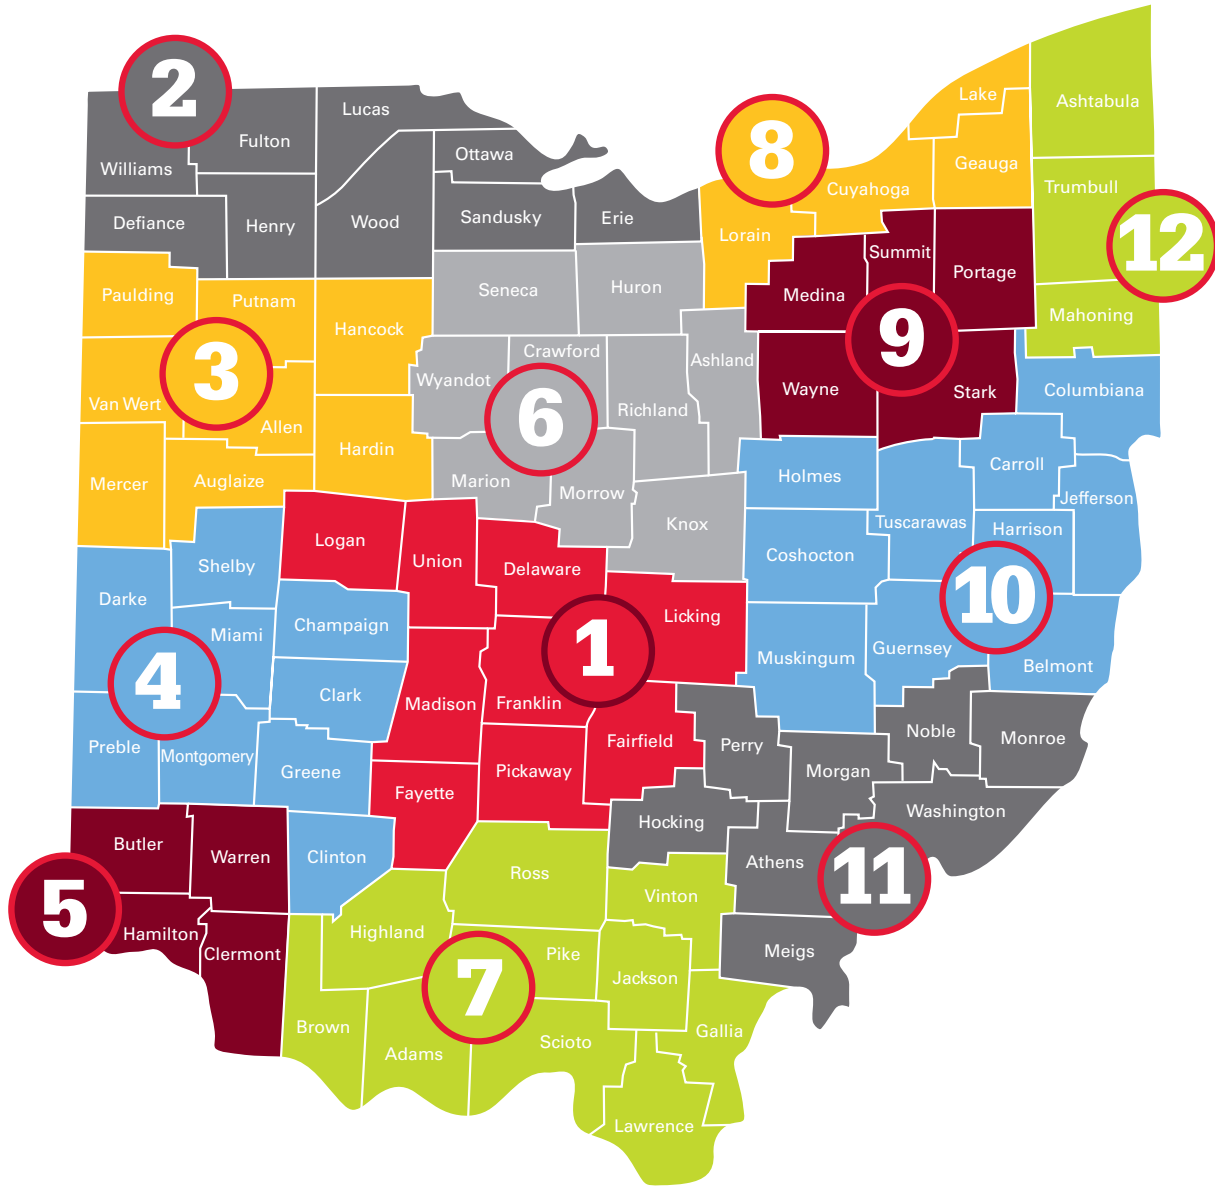 2
Lucas
Fulton
Williams
Ottawa
Defiance
Henry
Wood
Sandusky
Erie
8
Lake
Ashtabula
Geauga
Cuyahoga
Trumbull
Lorain
12
Summit
Portage
Medina
Mahoning
9
Wayne
Stark
Paulding
Putnam
Hancock
3
Van Wert
Allen
Hardin
Mercer
Auglaize
Seneca
Huron
Crawford
Ashland
Wyandot
6
Richland
Marion
Morrow
Knox
Columbiana
Holmes
Carroll
Jefferson
Tuscarawas
Harrison
Coshocton
10
Muskingum
Guernsey
Belmont
Logan
Union
Delaware
Licking
1
Madison
Franklin
Fairfield
Pickaway
Fayette
Shelby
Darke
Champaign
Miami
4
Clark
Preble
Montgomery
Greene
Clinton
Perry
Noble
Monroe
Morgan
Washington
Hocking
Athens
11
Meigs
Butler
Warren
5
Hamilton
Clermont
Ross
Vinton
Highland
Pike
7
Jackson
Brown
Adams
Scioto
Gallia
Lawrence